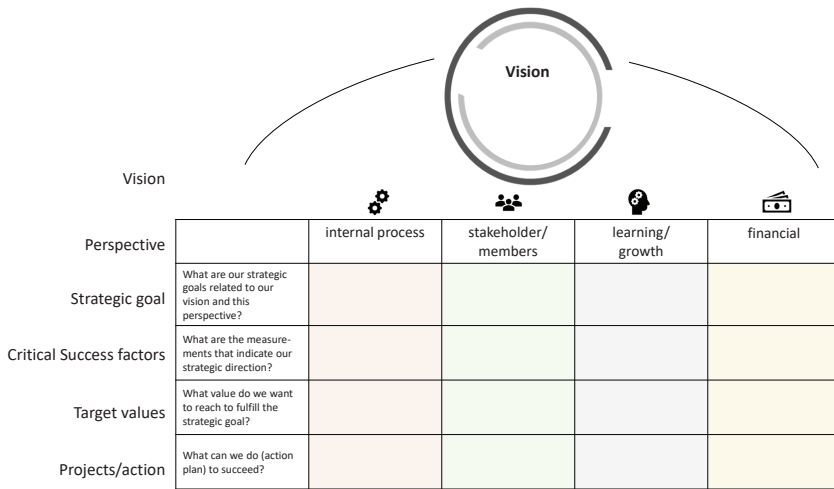 Vision
Vision
Perspective
internal process
stakeholder/
members
learning/
growth
financial
Strategic goal
What are our strategic
goals related to our
vision and this
perspective?
Critical Success factors
What are the measure-
ments that indicate our
strategic direction?
Target values
What value do we want
to reach to fulfill the
strategic goal?
Projects/action
What can we do (action
plan) to succeed?